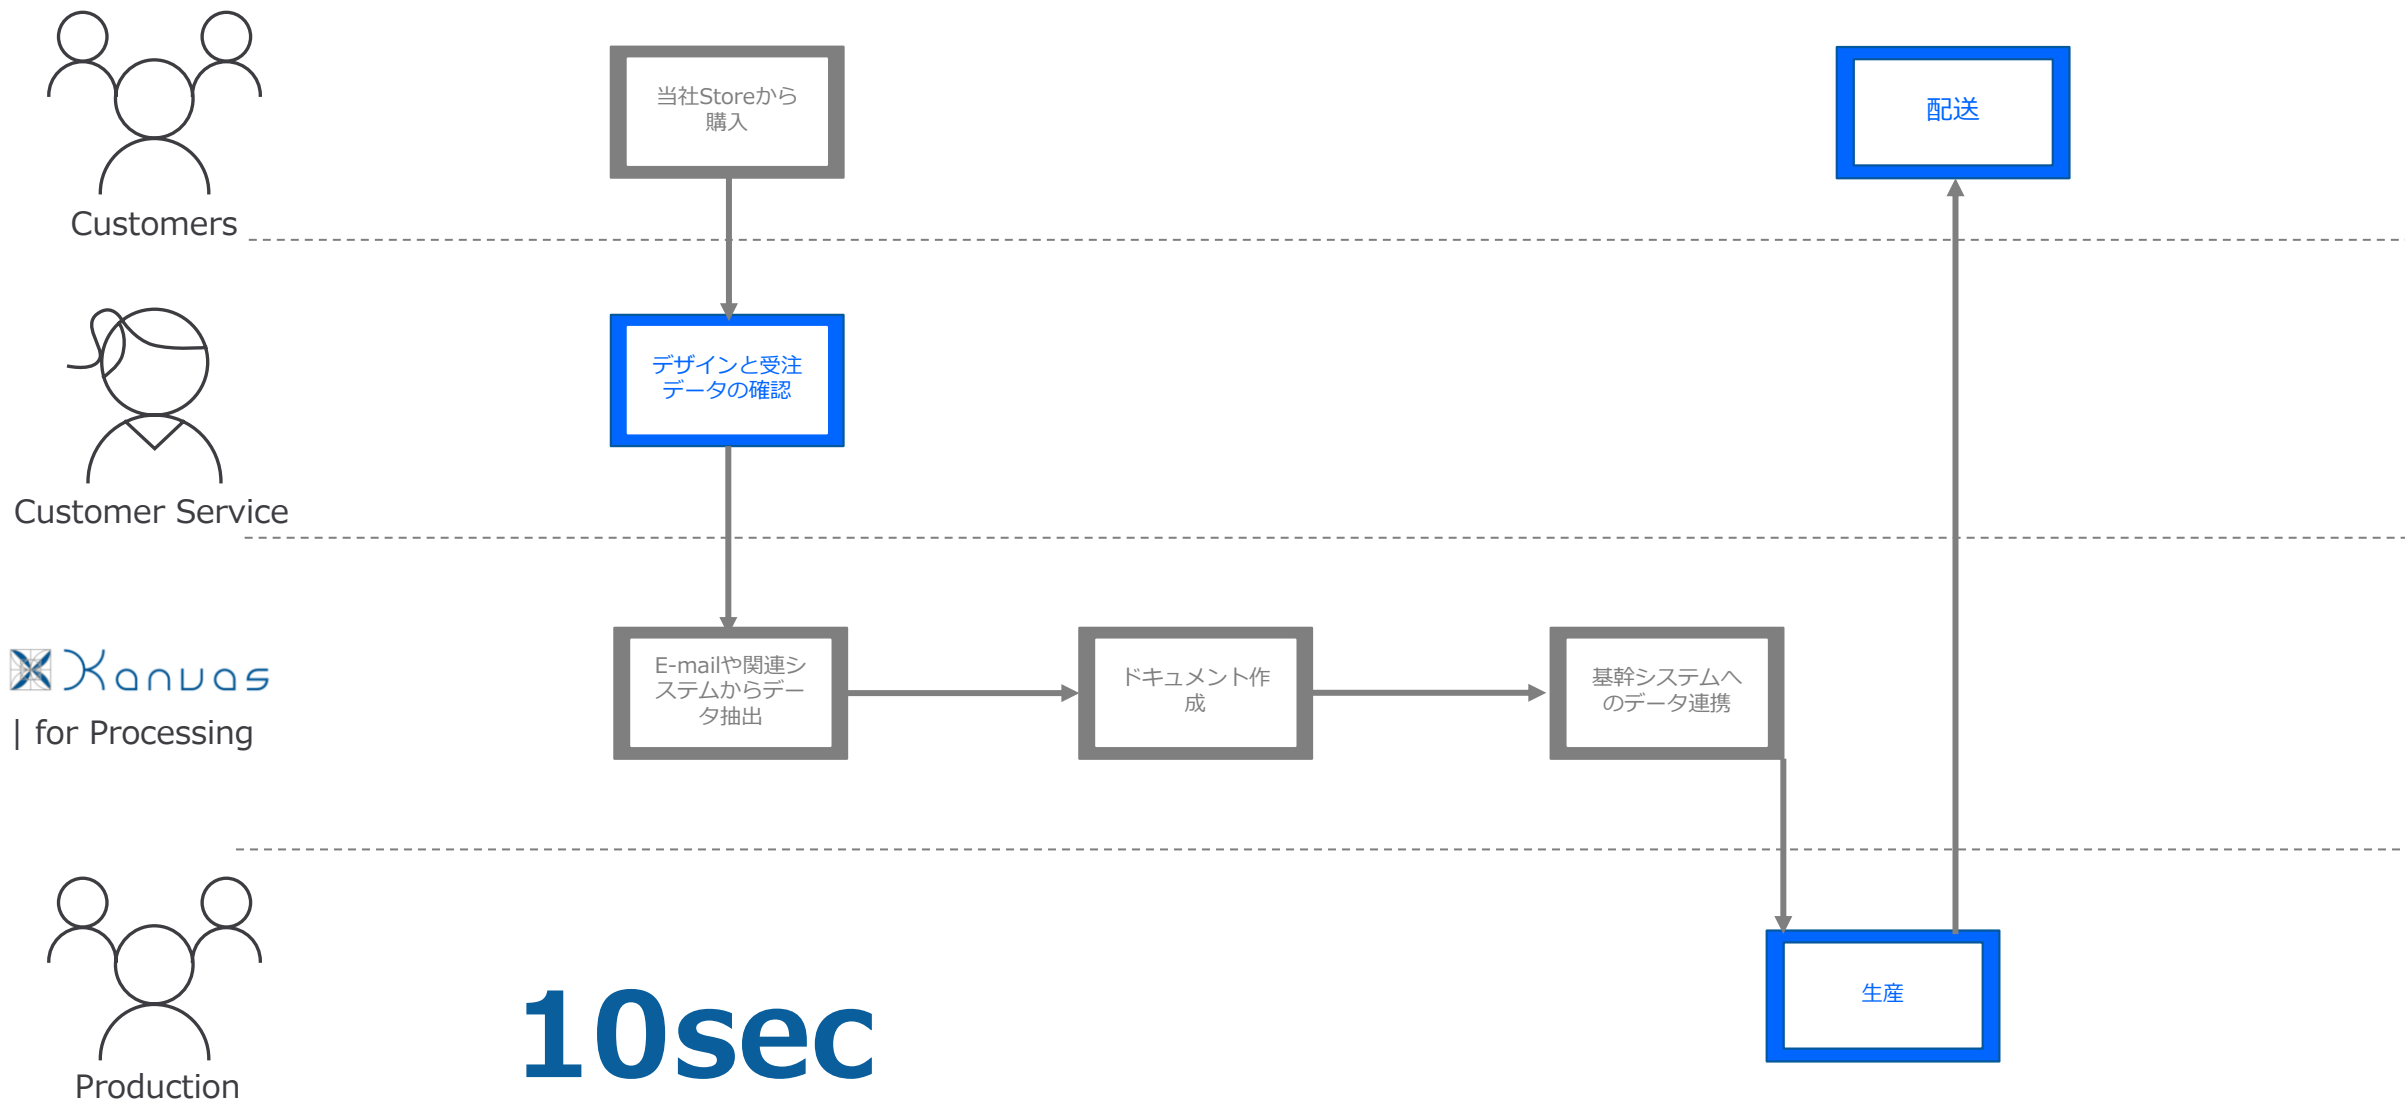 当社Storeから
購入
配送
Customers
デザインと受注
データの確認
Customer Service
Kanvas
| for Processing
E-mailや関連シ
ステムからデー
タ抽出
ドキュメント作
成
基幹システムへ
のデータ連携
生産
10sec
Production